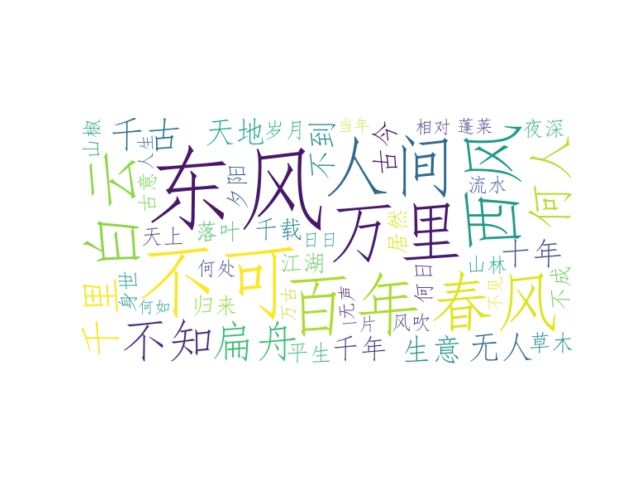 山椒
千古
天地
岁月
当年
不到
古今
相对
蓬莱
夜深
白云
古意
人生
夕阳
东风
人间
西风
何人
流水
天上
落叶
千载
日日
万里
居然
十年
千里
身世
何如
何处
不可
江湖
百年
何日
春风
山林
不见
不成
归来
万古
无声
一片
风吹
不知
扁舟
平生
千年
生意
无人
草木